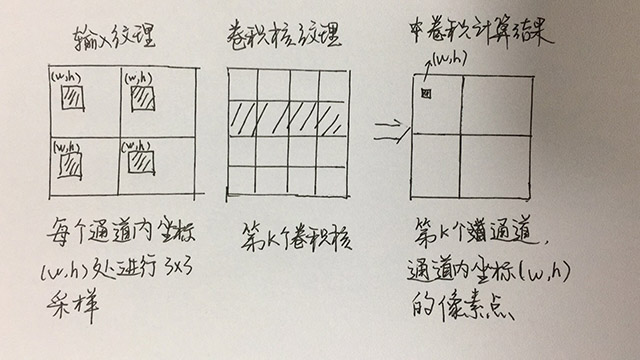 输入纹理
卷积核纹理
卷积计算结果
(w,h)
(w,h)
(w,h)
(w,h)
(w,h)
每个通道内坐标
(w,h)处进行3x3
采样
第K个卷积核
第K个通道,
通道内坐标(w,h)
的像素点